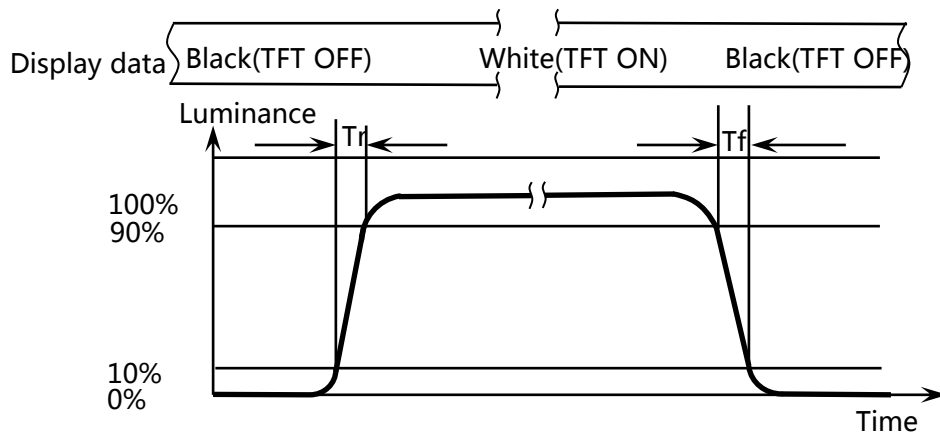 Display data Black(TFT OFF) White(TFT ON) Black(TFT OFF)
Luminance
Tr Tf
100%
90%
10%
0%
Time